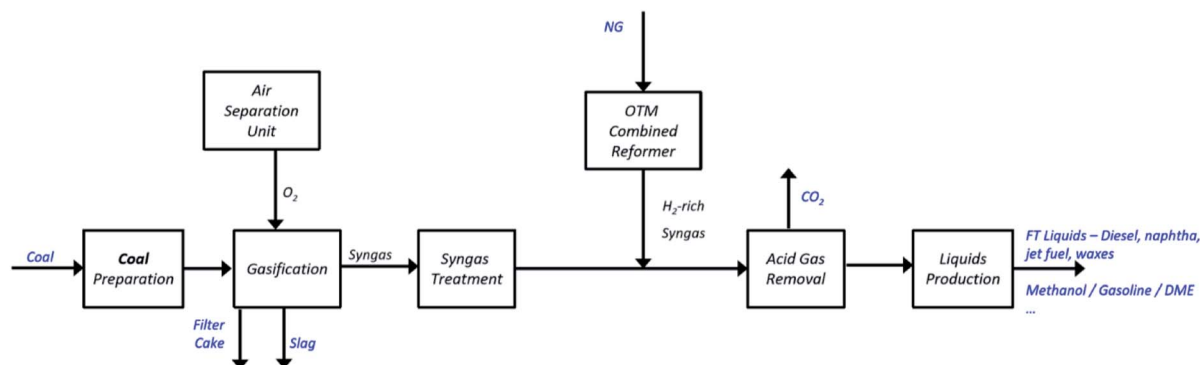 NG
Air
Separation
Unit
OTM
Combined
Reformer
O₂
H₂-rich
Syngas
CO₂
Coal
Coal
Preparation
Gasification
Syngas
Syngas
Treatment
Acid Gas
Removal
Liquids
Production
FT Liquids – Diesel, naphtha,
jet fuel, waxes
Methanol / Gasoline / DME
...
Filter
Cake
Slag